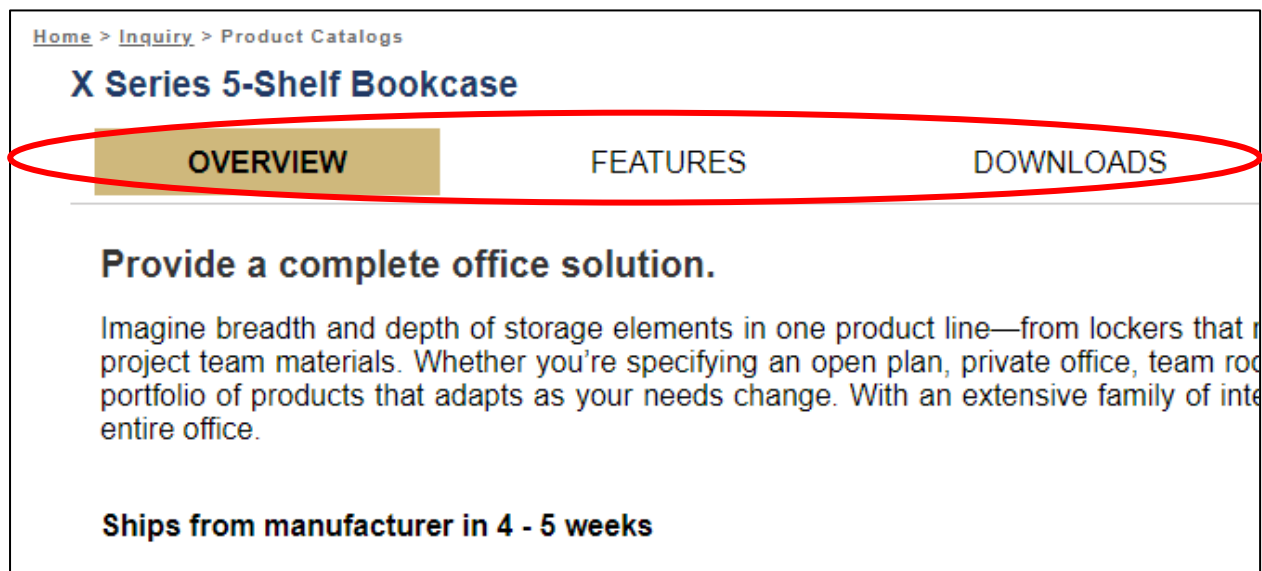 Home > Inquiry > Product Catalogs
X Series 5-Shelf Bookcase
OVERVIEW FEATURES DOWNLOADS
Provide a complete office solution.
Imagine breadth and depth of storage elements in one product line—from lockers that
project team materials. Whether you’re specifying an open plan, private office, team
portfolio of products that adapts as your needs change. With an extensive family of
entire office.
Ships from manufacturer in 4 - 5 weeks